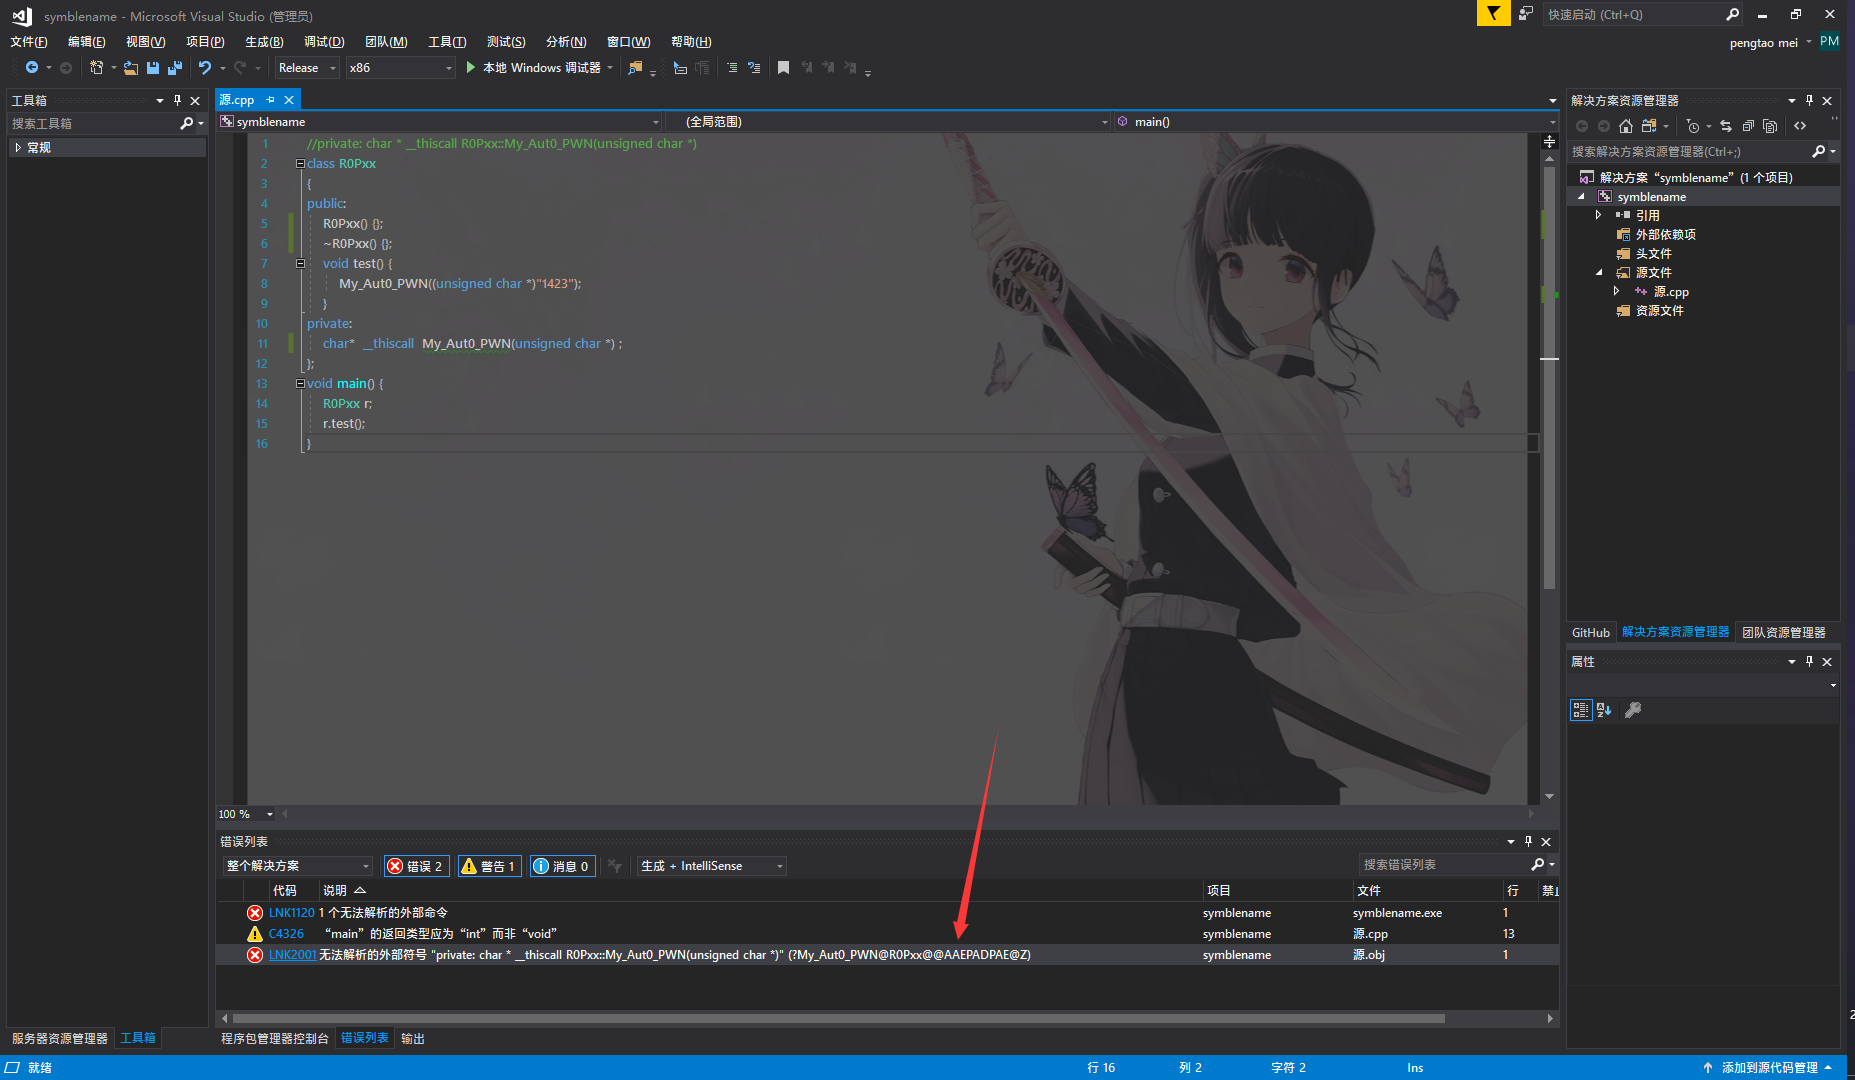 symblename - Microsoft Visual Studio (管理员)
快速启动 (Ctrl+Q)
文件(F) 编辑(E) 视图(V) 项目(P) 生成(B) 调试(D) 团队(M) 工具(T) 测试(S) 分析(N) 窗口(W) 帮助(H)
pengtao mei PM
Release x86 本地 Windows 调试器
工具箱
搜索工具箱
常规
源.cpp
symblename (全局范围) main()
1 //private: char * __thiscall R0Pxx::My_Aut0_PWN(unsigned char *)
2 class R0Pxx
3 {
4 public:
5 R0Pxx() {};
6 ~R0Pxx() {};
7 void test() {
8 My_Aut0_PWN((unsigned char *)"1423");
9 }
10 private:
11 char* __thiscall My_Aut0_PWN(unsigned char *) ;
12 };
13 void main() {
14 R0Pxx r;
15 r.test();
16 }
100 %
解决方案资源管理器
搜索解决方案资源管理器(Ctrl+;)
解决方案“symblename”(1 个项目)
symblename
引用
外部依赖项
头文件
源文件
源.cpp
资源文件
GitHub 解决方案资源管理器 团队资源管理器
属性
错误列表
整个解决方案 错误 2 警告 1 消息 0 生成 + IntelliSense 搜索错误列表
代码 说明 项目 文件 行
LNK1120 1 个无法解析的外部命令 symblename symblename.exe 1
C4326 “main”的返回类型应为“int”而非“void” symblename 源.cpp 13
LNK2001 无法解析的外部符号 "private: char * __thiscall R0Pxx::My_Aut0_PWN(unsigned char *)" (?My_Aut0_PWN@R0Pxx@@AAEPADPAE@Z) symblename 源.obj 1
服务器资源管理器 工具箱 程序包管理器控制台 错误列表 输出
就绪 行 16 列 2 字符 2 Ins 添加到源代码管理